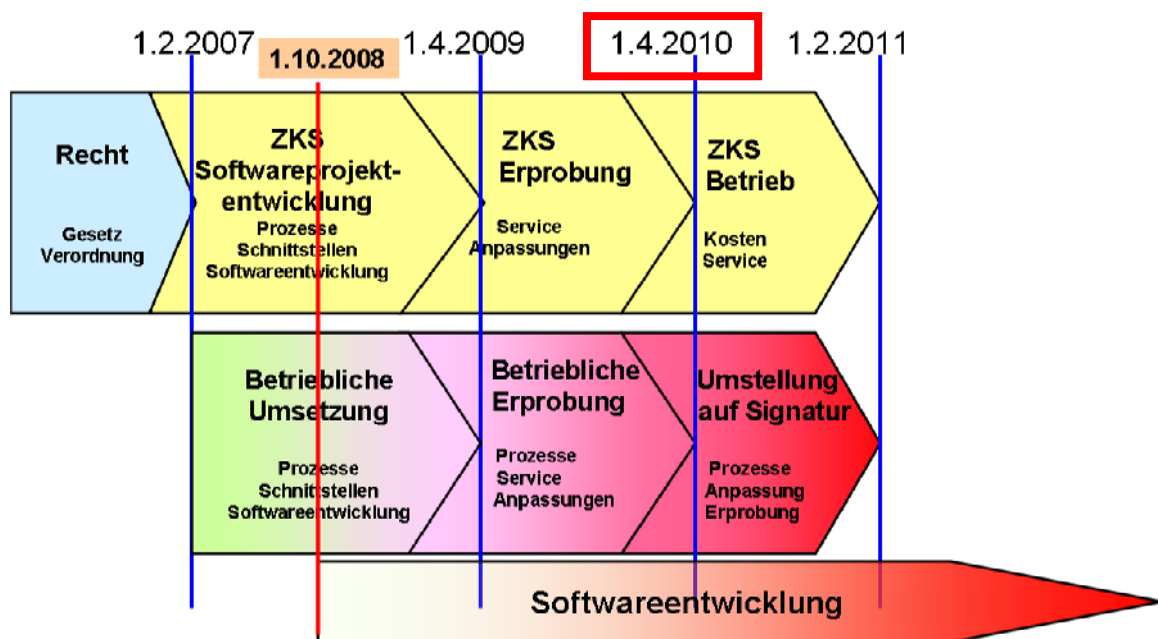 1.2.2007
1.10.2008
1.4.2009
1.4.2010
1.2.2011
Recht
Gesetz
Verordnung
ZKS
Softwareprojekt-
entwicklung
Prozesse
Schnittstellen
Softwareentwicklung
ZKS
Erprobung
Service
Anpassungen
ZKS
Betrieb
Kosten
Service
Betriebliche
Umsetzung
Prozesse
Schnittstellen
Softwareentwicklung
Betriebliche
Erprobung
Prozesse
Service
Anpassungen
Umstellung
auf Signatur
Prozesse
Anpassung
Erprobung
Softwareentwicklung